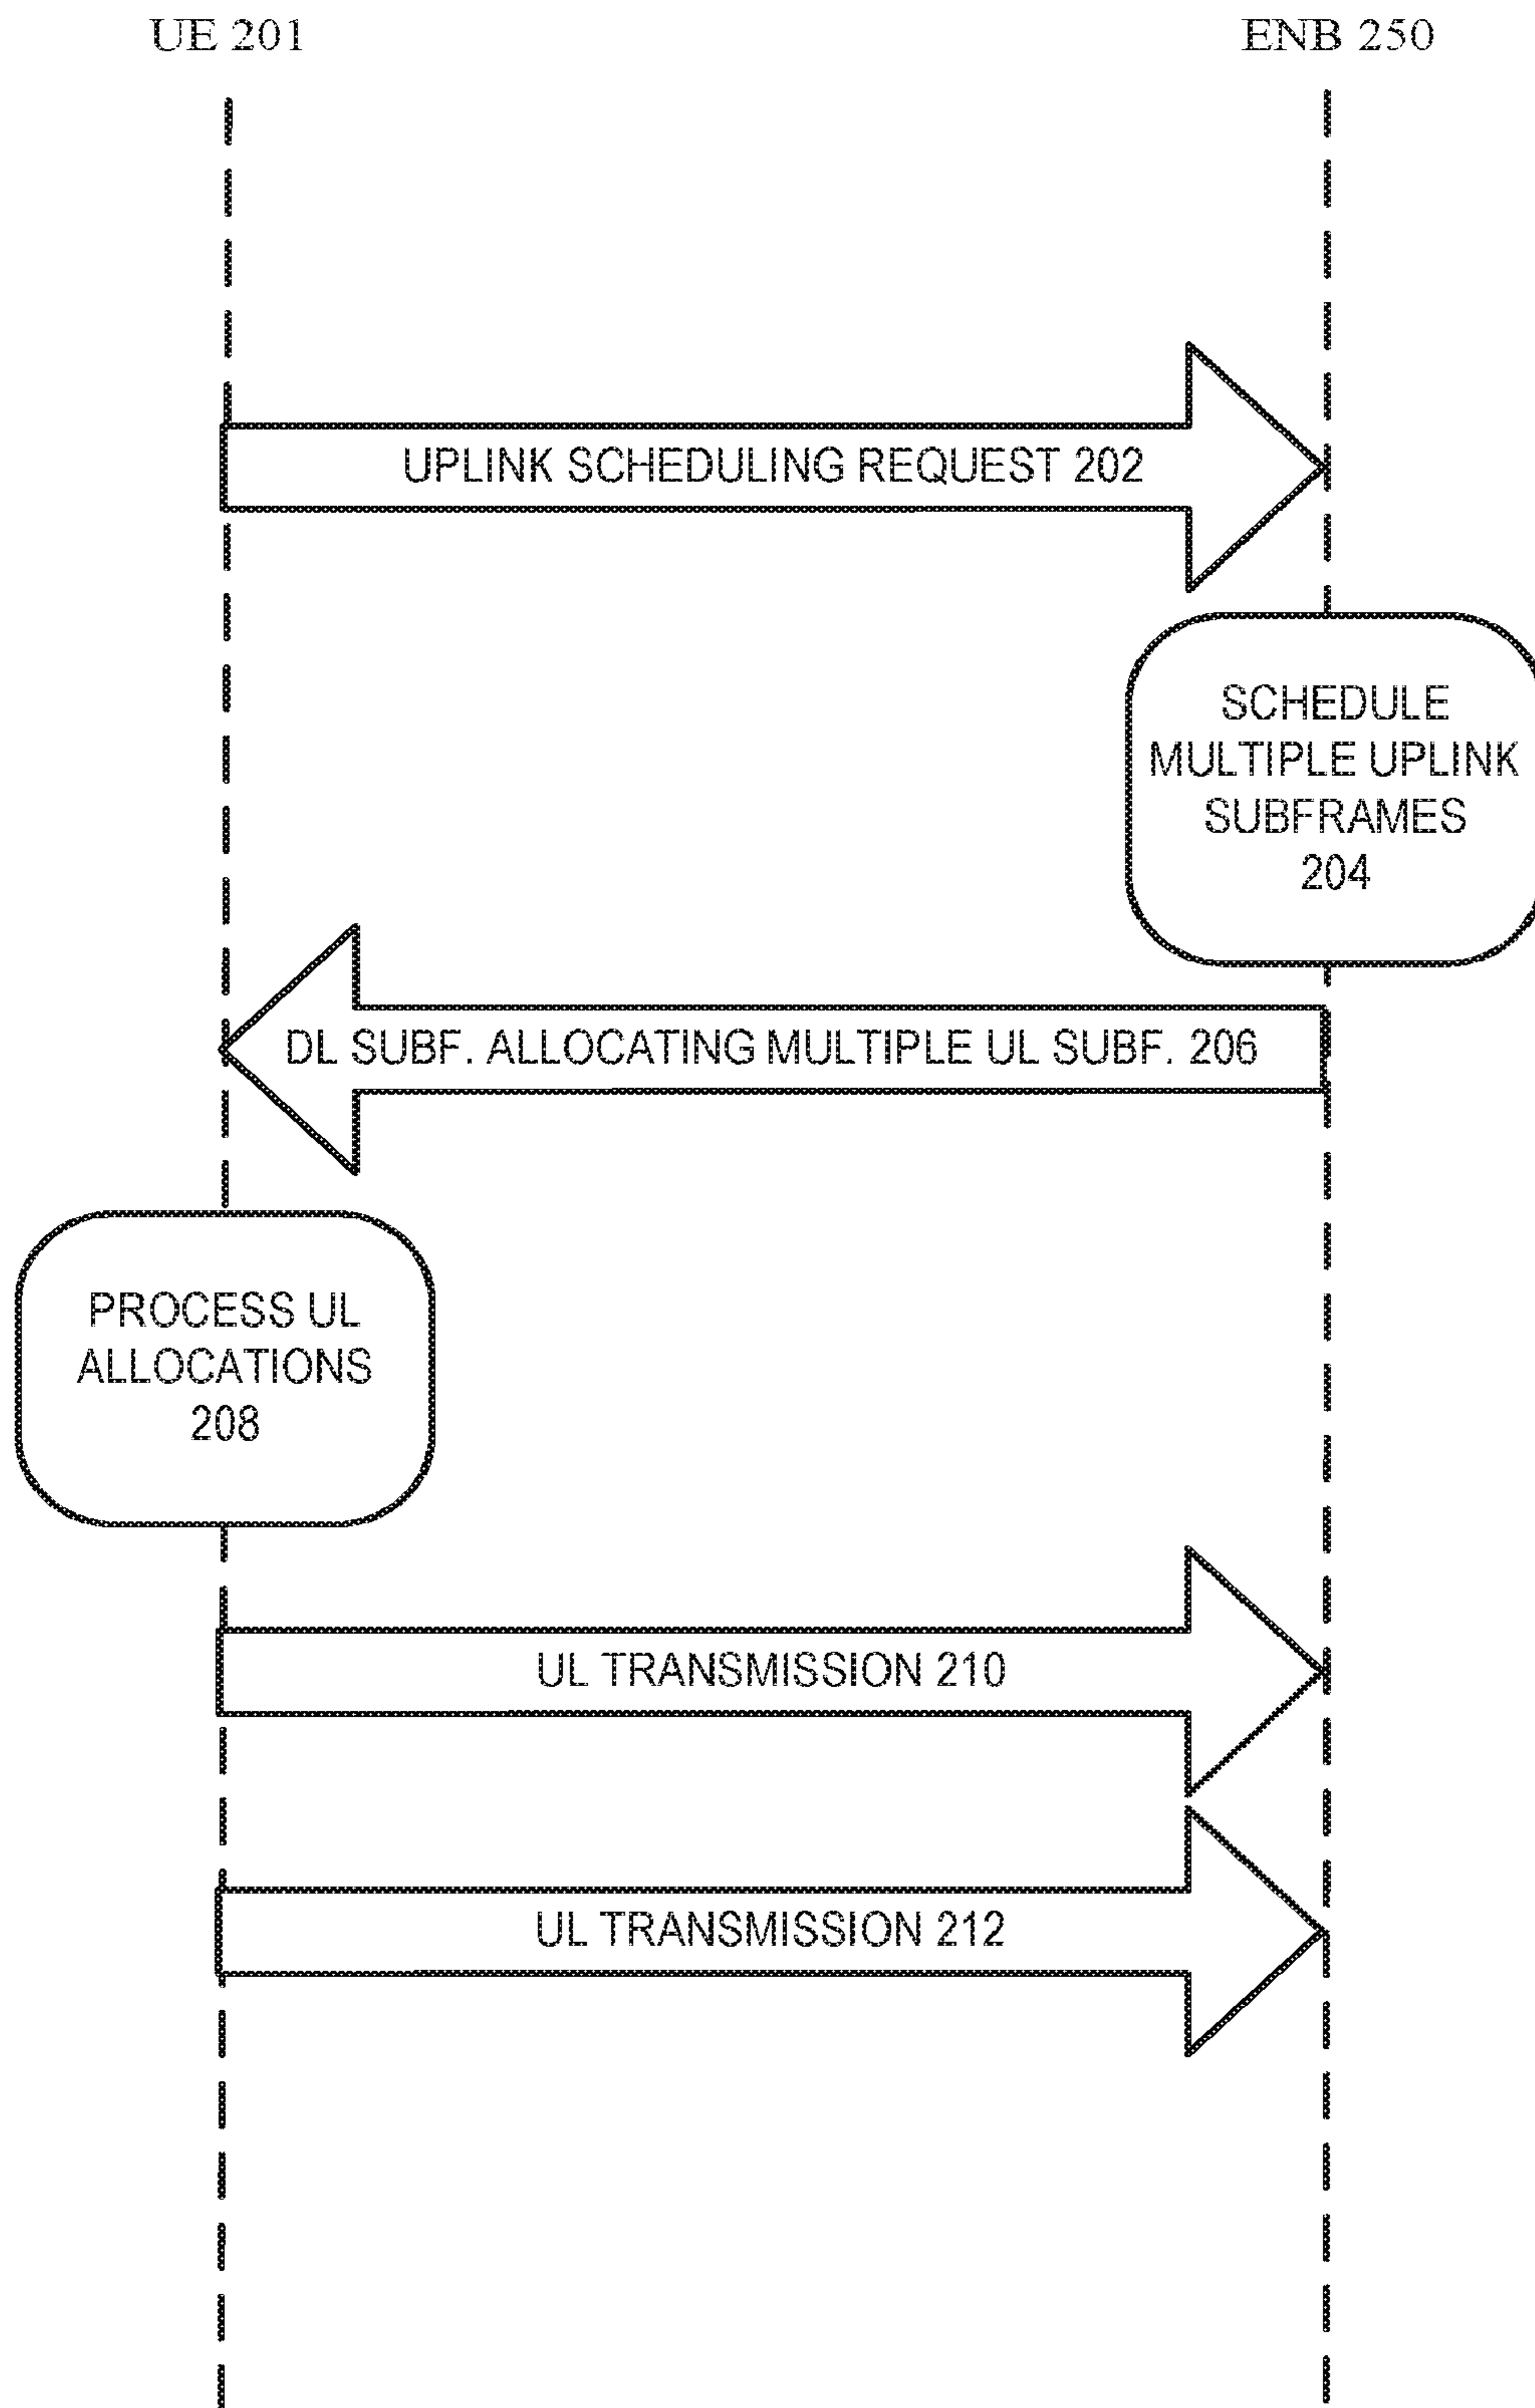 UE 201
ENB 250
UPLINK SCHEDULING REQUEST 202
SCHEDULE
MULTIPLE UPLINK
SUBFRAMES
204
DL SUBF. ALLOCATING MULTIPLE UL SUBF. 206
PROCESS UL
ALLOCATIONS
208
UL TRANSMISSION 210
UL TRANSMISSION 212